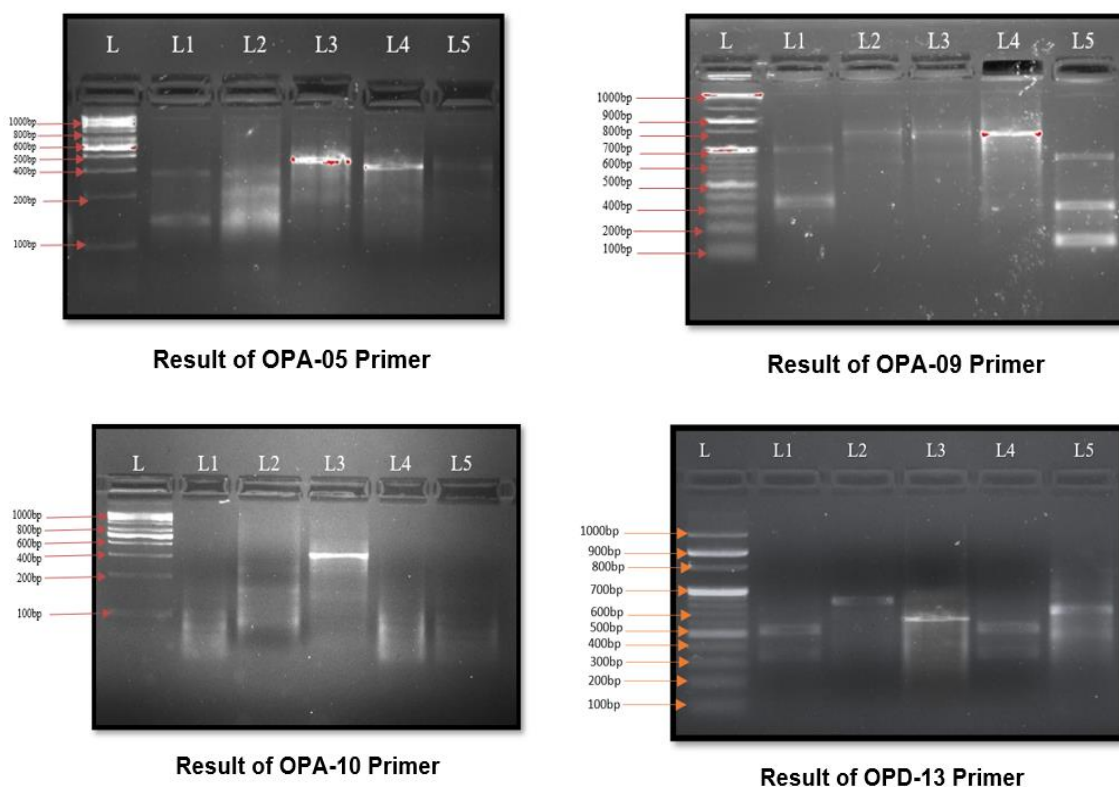 L L1 L2 L3 L4 L5
1000bp
800bp
600bp
500bp
400bp
200bp
100bp
Result of OPA-05 Primer
L L1 L2 L3 L4 L5
1000bp
900bp
800bp
700bp
600bp
500bp
400bp
200bp
100bp
Result of OPA-09 Primer
L L1 L2 L3 L4 L5
1000bp
800bp
600bp
400bp
200bp
100bp
Result of OPA-10 Primer
L L1 L2 L3 L4 L5
1000bp
900bp
800bp
700bp
600bp
500bp
400bp
300bp
200bp
100bp
Result of OPD-13 Primer